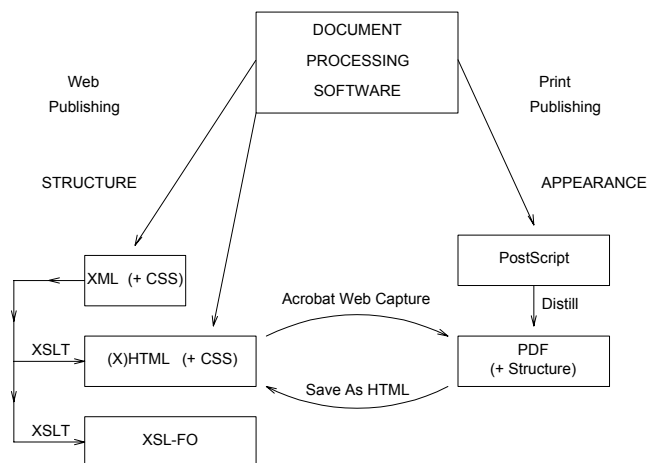 DOCUMENT
PROCESSING
SOFTWARE
Web
Publishing
Print
Publishing
STRUCTURE
APPEARANCE
XML (+ CSS)
PostScript
Acrobat Web Capture
Distill
XSLT
(X)HTML (+ CSS)
PDF
(+ Structure)
Save As HTML
XSLT
XSL-FO